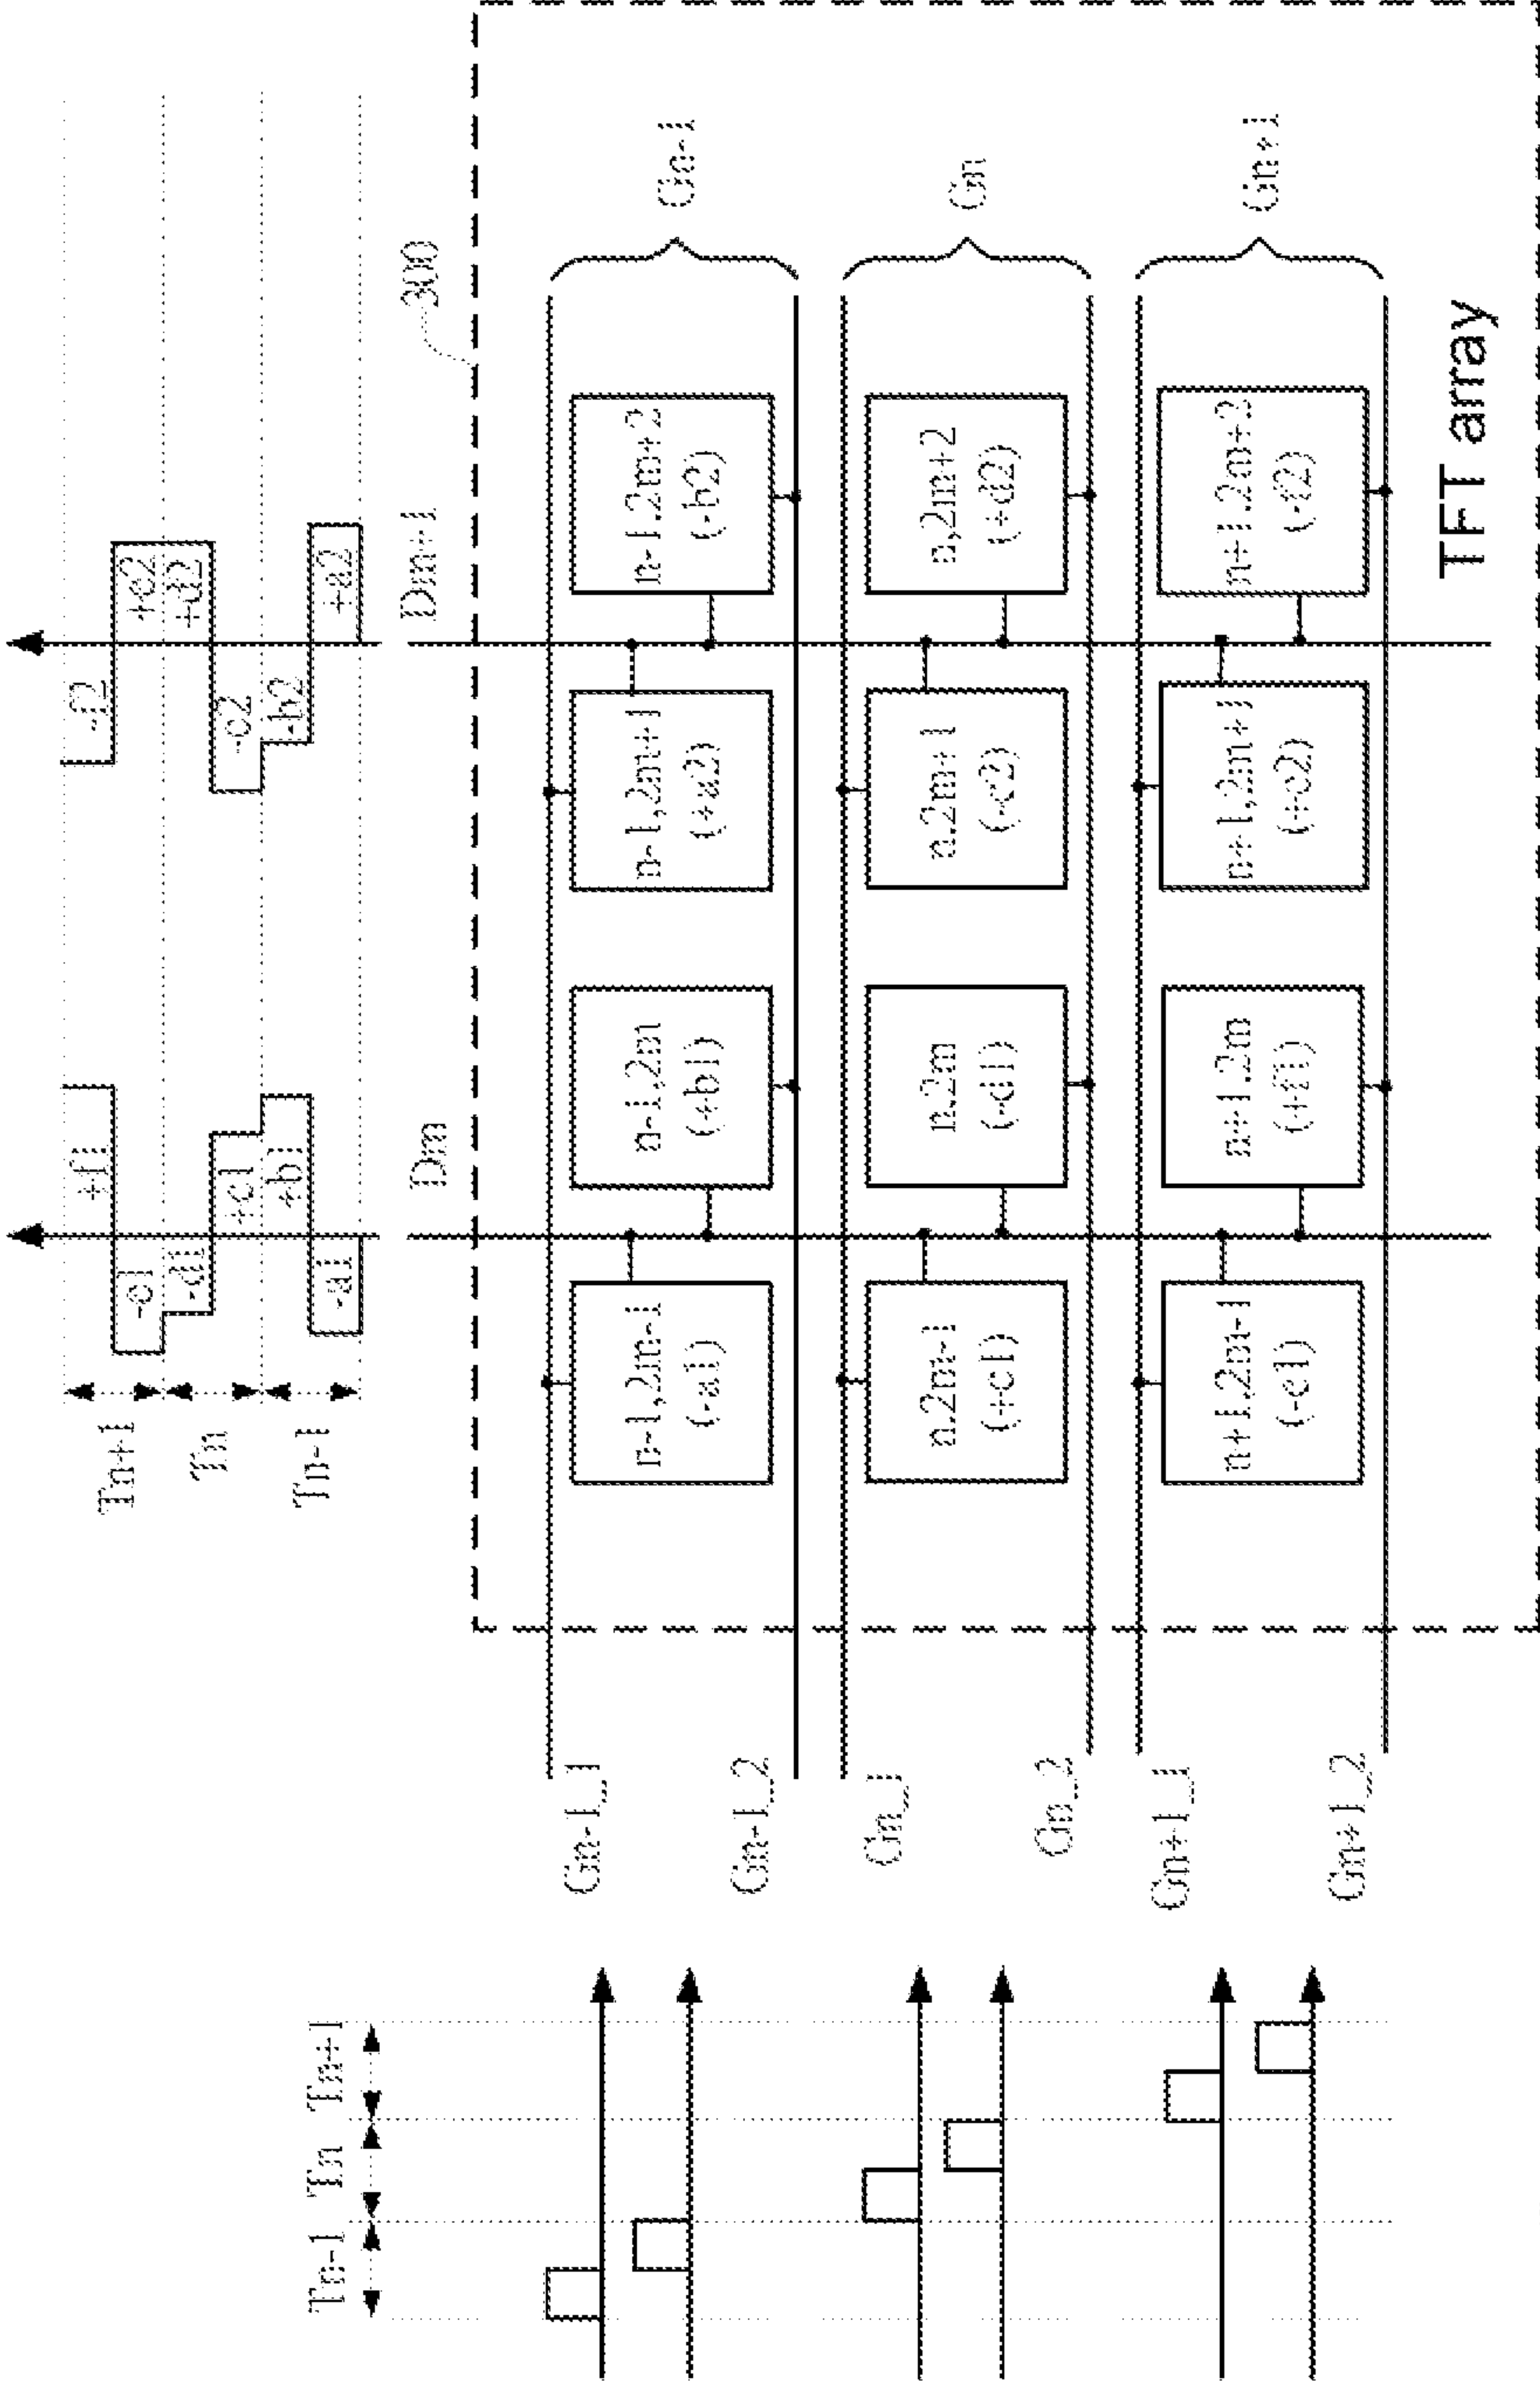 Tn-1 Tn Tn+1
Tn+1
Tn
Tn-1
+f1
-e1
-d1
+c1
+b1
-a1
-f2
+e2
+d2
-c2
-b2
+a2
Dm
Dm+1
300
Gn-1_1
Gn-1_2
n-1,2m-1
(-a1)
n-1,2m
(+b1)
n-1,2m+1
(+a2)
n-1,2m+2
(-b2)
Gn-1
Gn_1
Gn_2
n,2m-1
(+c1)
n,2m
(-d1)
n,2m+1
(-c2)
n,2m+2
(+d2)
Gn
Gn+1_1
Gn+1_2
n+1,2m-1
(-e1)
n+1,2m
(+f1)
n+1,2m+1
(+e2)
n+1,2m+2
(-f2)
Gn+1
TFT array